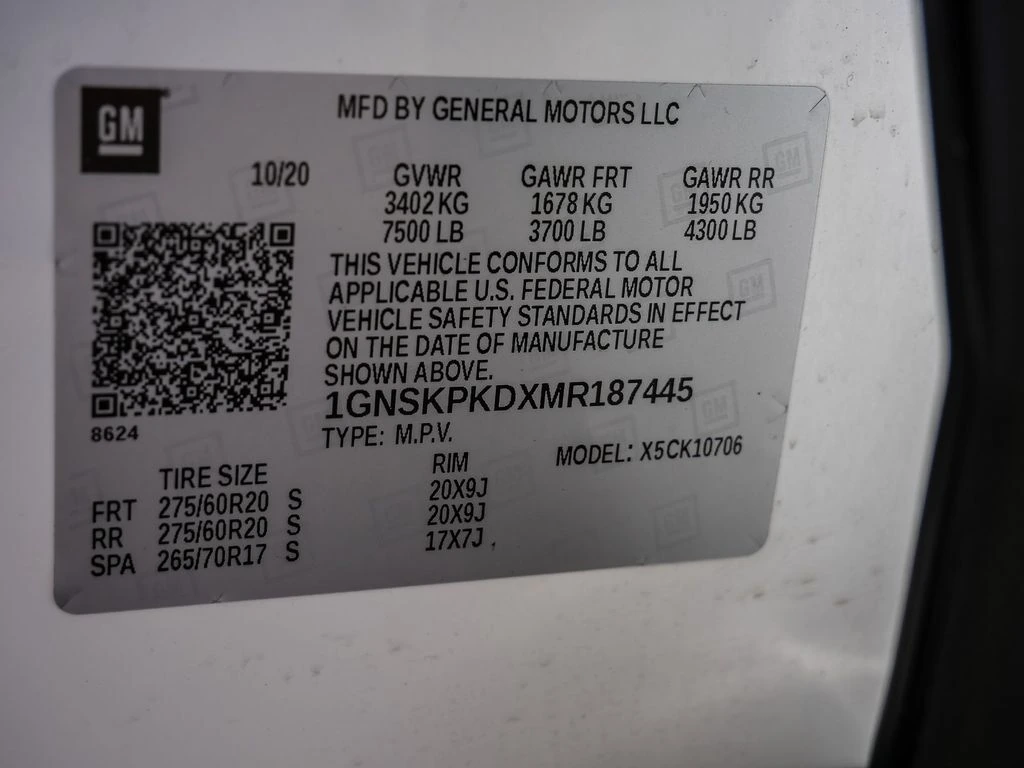 GM
MFD BY GENERAL MOTORS LLC
10/20 GVWR GAWR FRT GAWR RR
3402 KG 1678 KG 1950 KG
7500 LB 3700 LB 4300 LB
THIS VEHICLE CONFORMS TO ALL
APPLICABLE U.S. FEDERAL MOTOR
VEHICLE SAFETY STANDARDS IN EFFECT
ON THE DATE OF MANUFACTURE
SHOWN ABOVE.
1GNSKPKDXMR187445
8624
TYPE: M.P.V. MODEL: X5CK10706
TIRE SIZE RIM
FRT 275/60R20 S 20X9J
RR 275/60R20 S 20X9J
SPA 265/70R17 S 17X7J